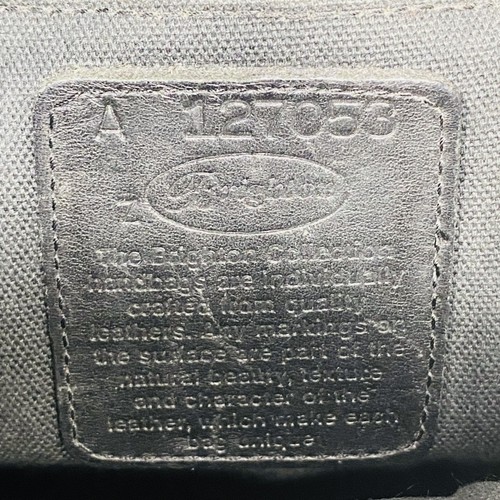 A 127053
Brighton
The Brighton Collection
handbags are individually
crafted from quality
leathers. Any markings on
the surface are part of the
natural beauty, texture
and character of the
leather, which make each
bag unique